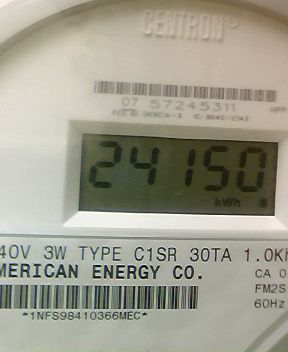 CENTRON®
07 57245311
24150
kWh
40V 3W TYPE C1SR 30TA 1.0Kh
MERICAN ENERGY CO.
CA 0
FM2S
60Hz
*1NFS98410366MEC*